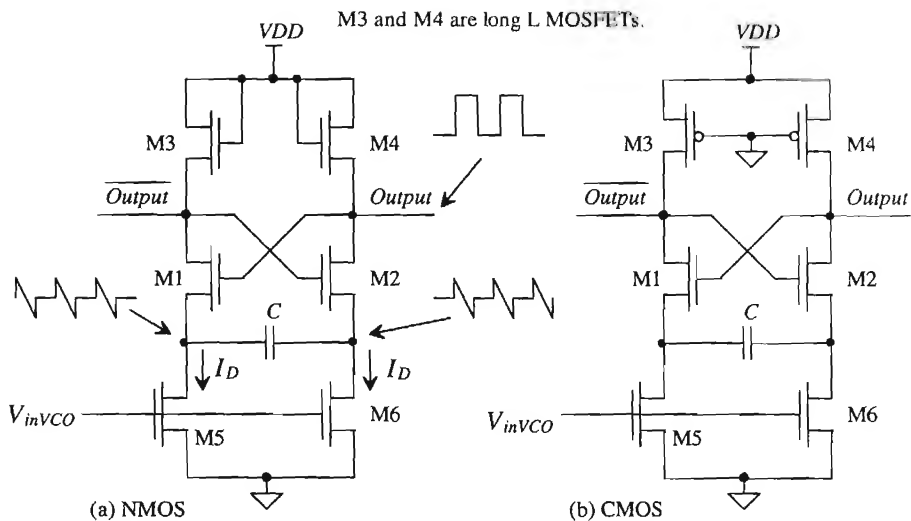 M3 and M4 are long L MOSFETs.
VDD
VDD
M3
M4
M3
M4
Output
Output
Output
Output
M1
M2
M1
M2
C
C
I_D
I_D
V_inVCO
M5
M6
V_inVCO
M5
M6
(a) NMOS
(b) CMOS